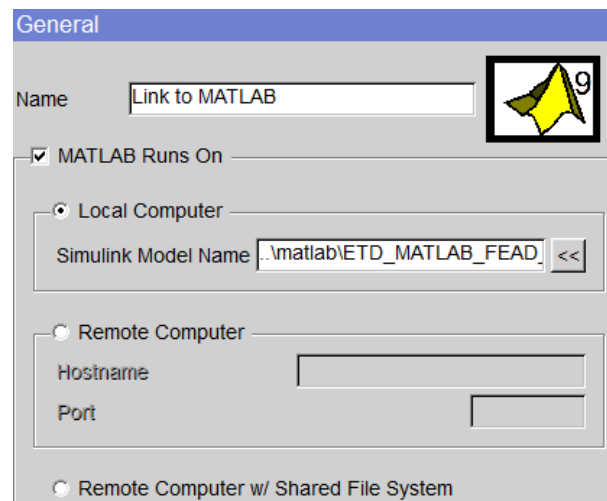 General
Name Link to MATLAB
9
MATLAB Runs On
Local Computer
Simulink Model Name ..\matlab\ETD_MATLAB_FEAD_ <<
Remote Computer
Hostname
Port
Remote Computer w/ Shared File System